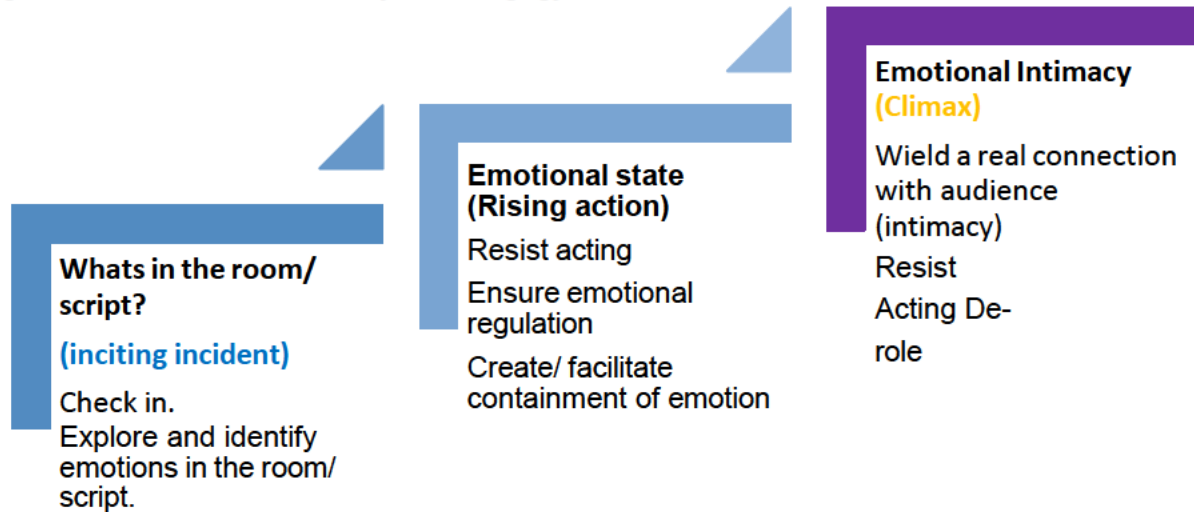 Whats in the room/
script?
(inciting incident)
Check in.
Explore and identify
emotions in the room/
script.
Emotional state
(Rising action)
Resist acting
Ensure emotional
regulation
Create/ facilitate
containment of emotion
Emotional Intimacy
(Climax)
Wield a real connection
with audience
(intimacy)
Resist
Acting De-
role